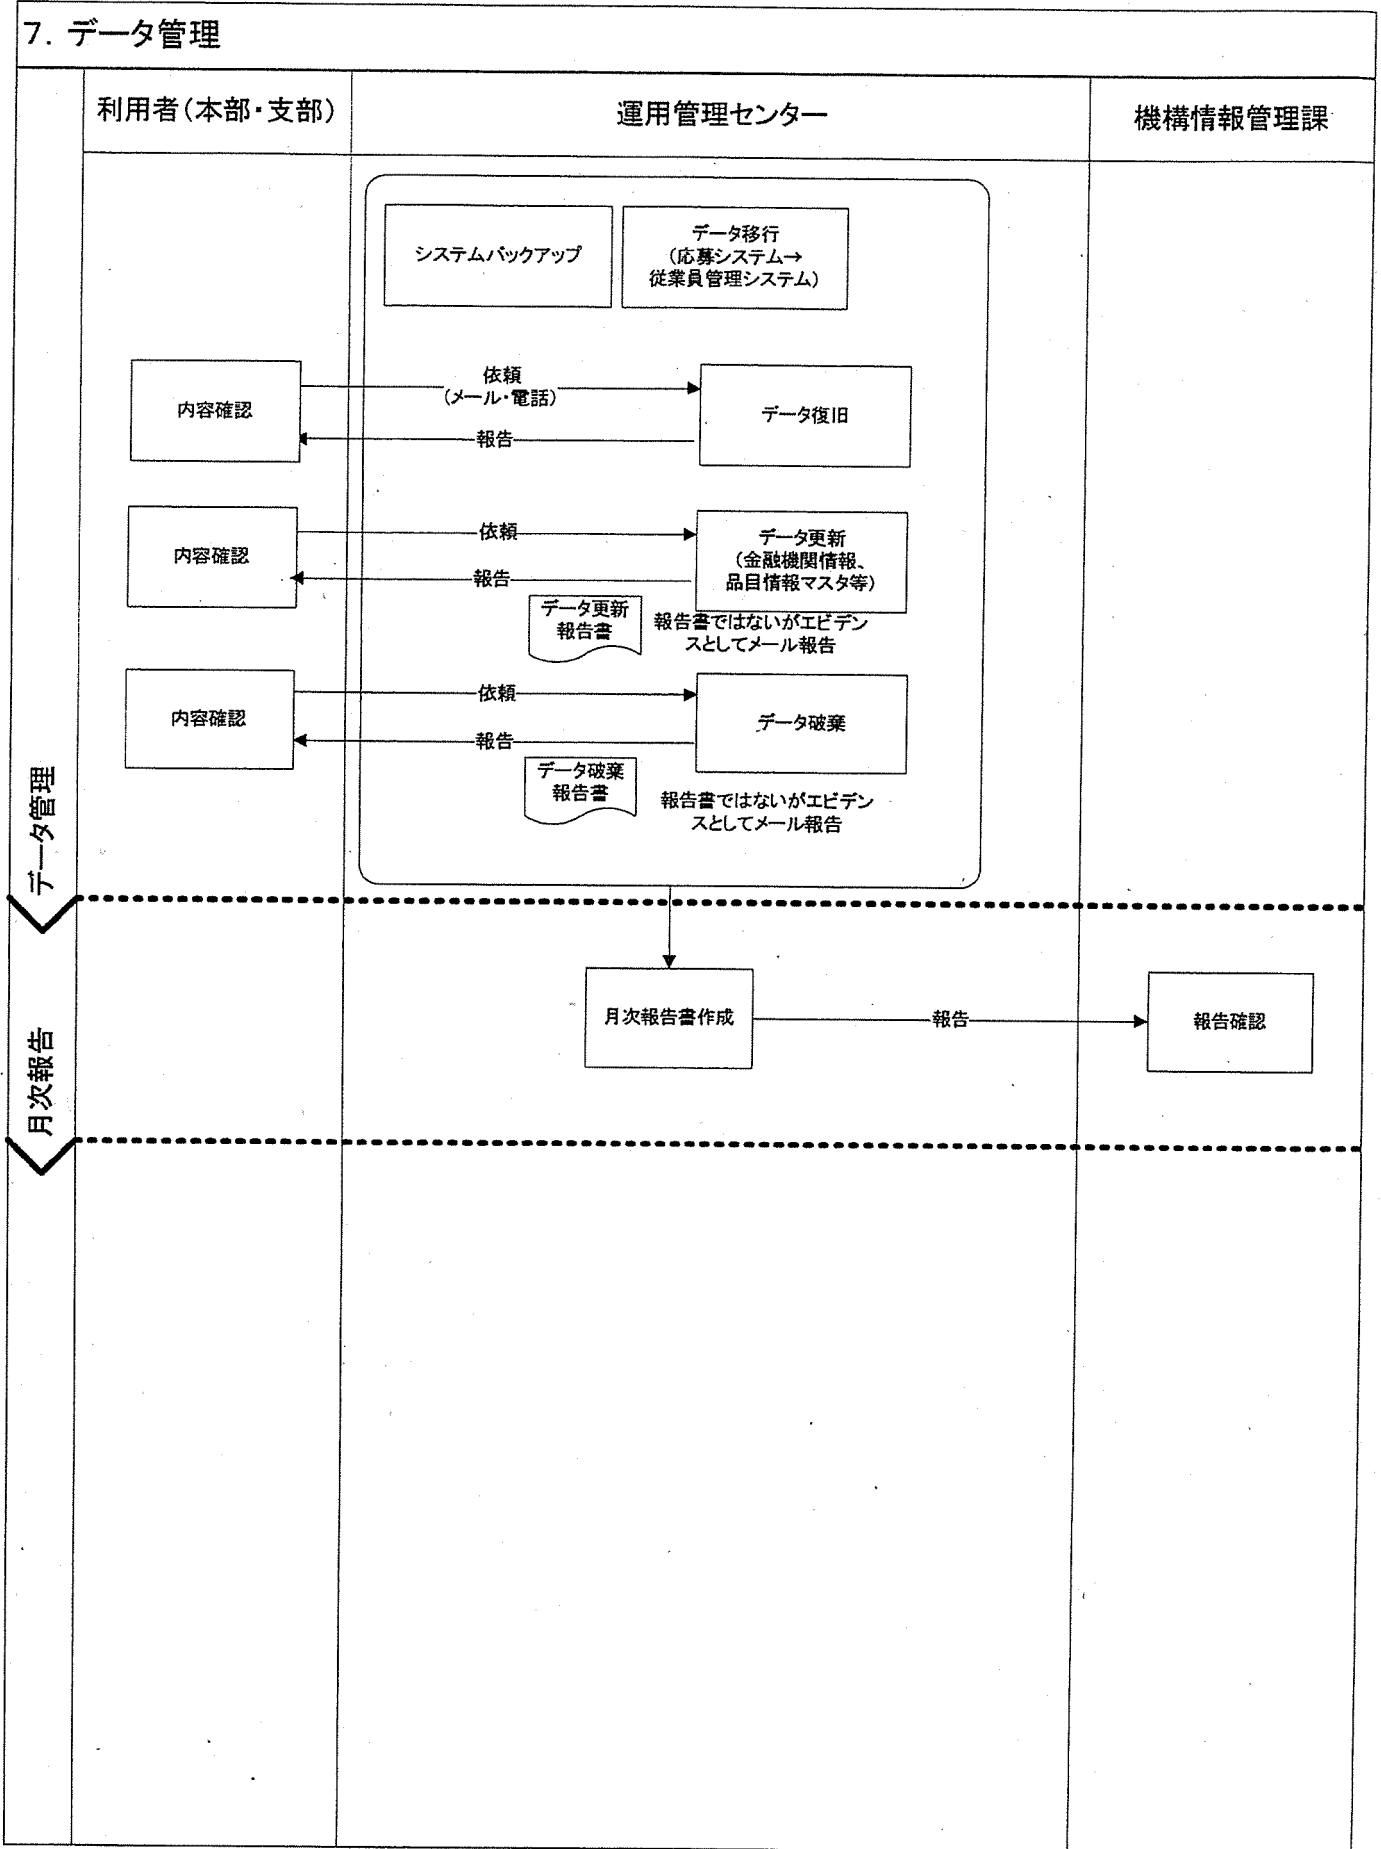 7. データ管理
利用者(本部・支部)
運用管理センター
機構情報管理課
システムバックアップ
データ移行
(応募システム→
従業員管理システム)
内容確認
依頼
(メール・電話)
報告
データ復旧
内容確認
依頼
報告
データ更新
(金融機関情報、
品目情報マスタ等)
データ更新
報告書
報告書ではないがエビデン
スとしてメール報告
内容確認
依頼
報告
データ破棄
データ破棄
報告書
報告書ではないがエビデン
スとしてメール報告
データ管理
月次報告書作成
報告
報告確認
月次報告